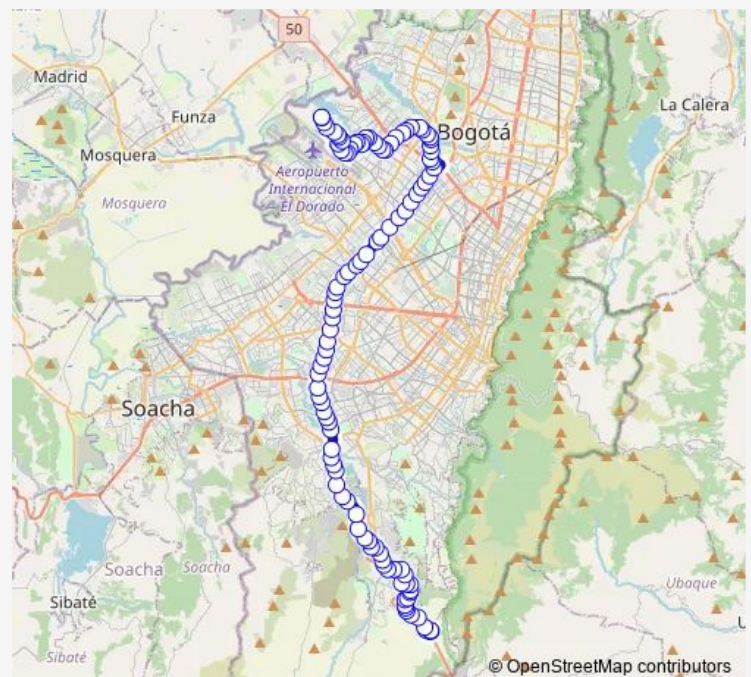 50
Madrid
Funza
Mosquera
Mosquera
La Calera
Bogotá
Aeropuerto
Internacional
El Dorado
Soacha
Soacha
Soacha
Sibaté
Sibaté
Ubaque
U
© OpenStreetMap contributors